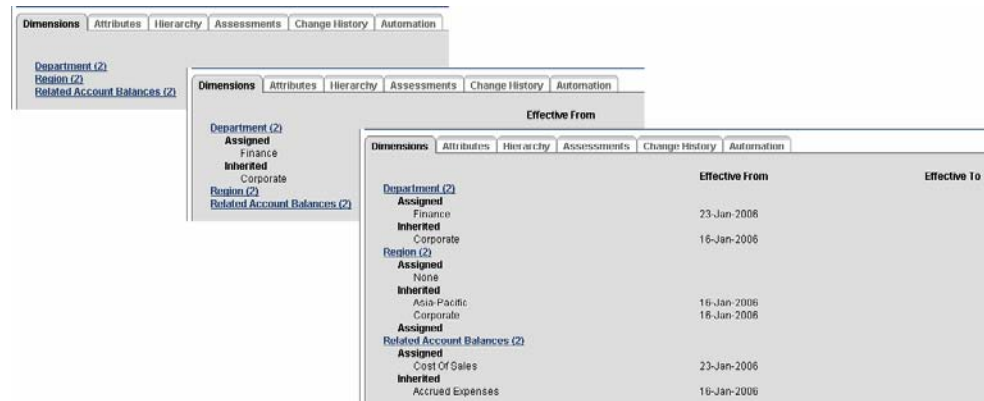 Dimensions Attributes Hierarchy Assessments Change History Automation
Department (2)
Region (2)
Related Account Balances (2)
Dimensions Attributes Hierarchy Assessments Change History Automation
Effective From
Department (2)
Assigned
Finance
Inherited
Corporate
Region (2)
Related Account Balances (2)
Dimensions Attributes Hierarchy Assessments Change History Automation
Effective From Effective To
Department (2)
Assigned
Finance 23-Jan-2006
Inherited
Corporate 16-Jan-2006
Region (2)
Assigned
None
Inherited
Asia-Pacific 16-Jan-2006
Corporate 16-Jan-2006
Assigned
Related Account Balances (2)
Assigned
Cost Of Sales 23-Jan-2006
Inherited
Accrued Expenses 16-Jan-2006